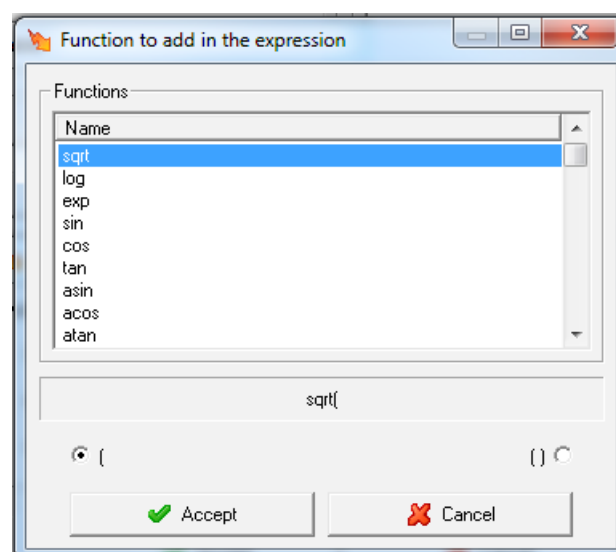 Function to add in the expression
Functions
Name
sqrt
log
exp
sin
cos
tan
asin
acos
atan
sqrt(
( ()
Accept Cancel